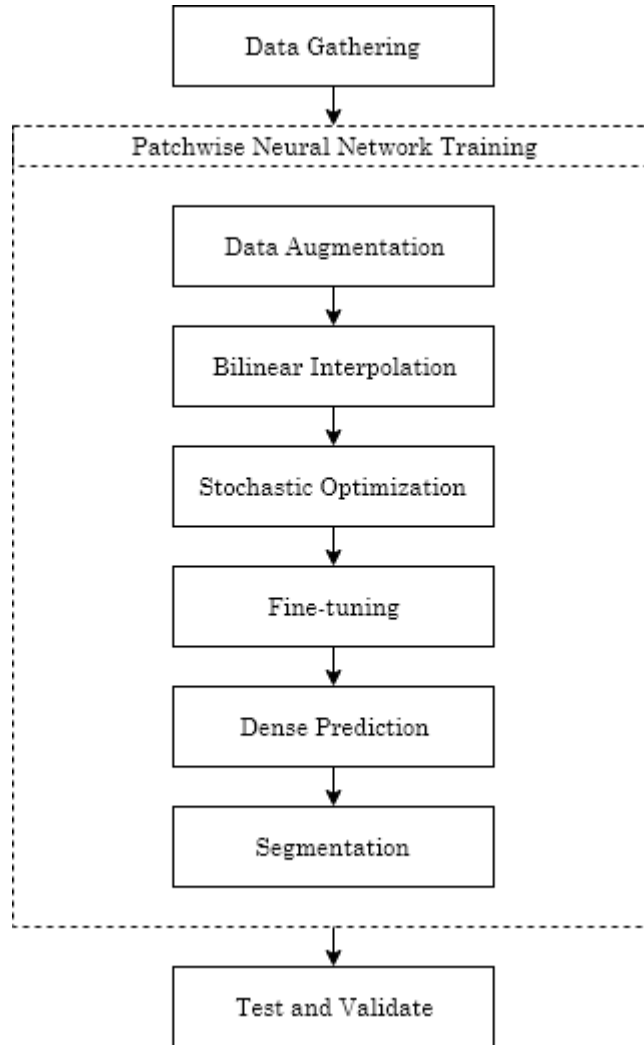 Data Gathering
Patchwise Neural Network Training
Data Augmentation
Bilinear Interpolation
Stochastic Optimization
Fine-tuning
Dense Prediction
Segmentation
Test and Validate